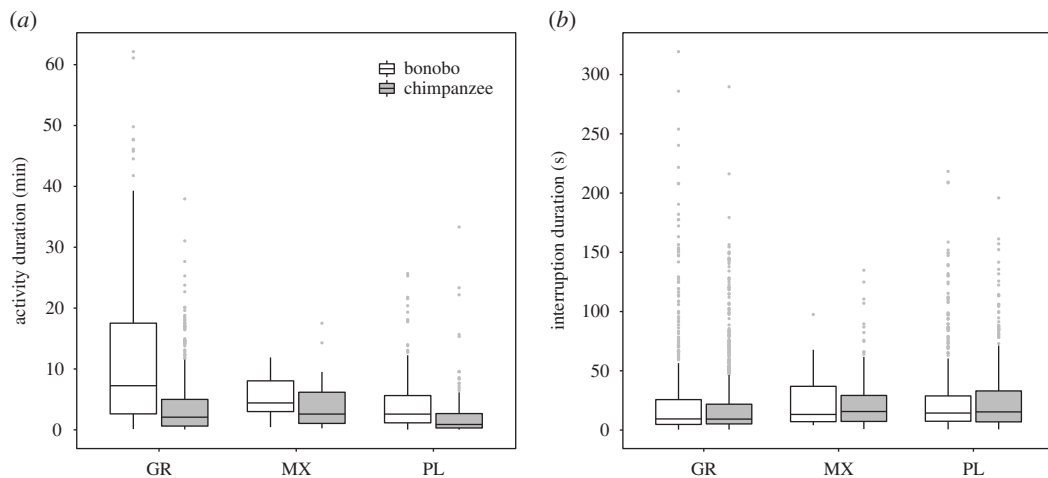 (a)
60
50
40
30
20
10
0
activity duration (min)
bonobo
chimpanzee
GR MX PL
(b)
300
250
200
150
100
50
0
interruption duration (s)
GR MX PL